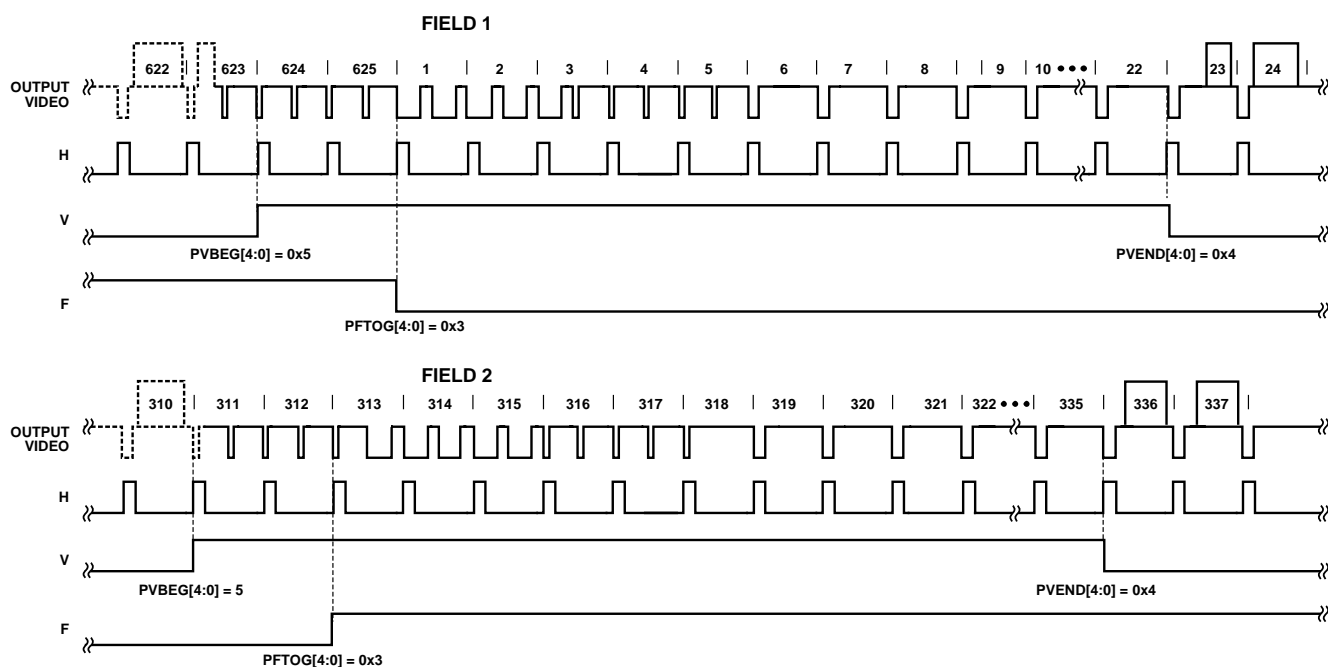 FIELD 1
622 623 624 625 1 2 3 4 5 6 7 8 9 10 ••• 22 23 24
OUTPUT
VIDEO
H
V
PVBEG[4:0] = 0x5 PVEND[4:0] = 0x4
F
PFTOG[4:0] = 0x3
FIELD 2
310 311 312 313 314 315 316 317 318 319 320 321 322 ••• 335 336 337
OUTPUT
VIDEO
H
V
PVBEG[4:0] = 5 PVEND[4:0] = 0x4
F
PFTOG[4:0] = 0x3